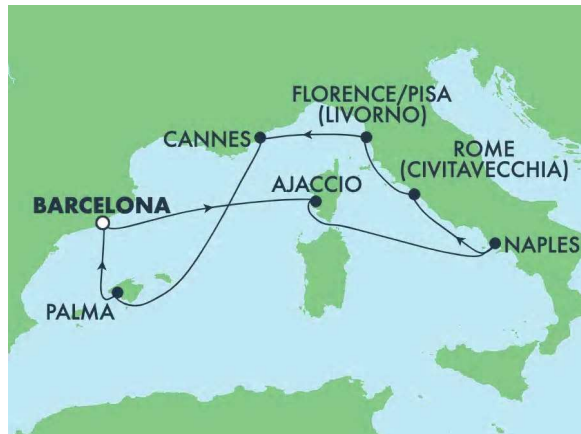 FLORENCE/PISA
(LIVORNO)
CANNES
ROME
(CIVITAVECCHIA)
AJACCIO
BARCELONA
NAPLES
PALMA